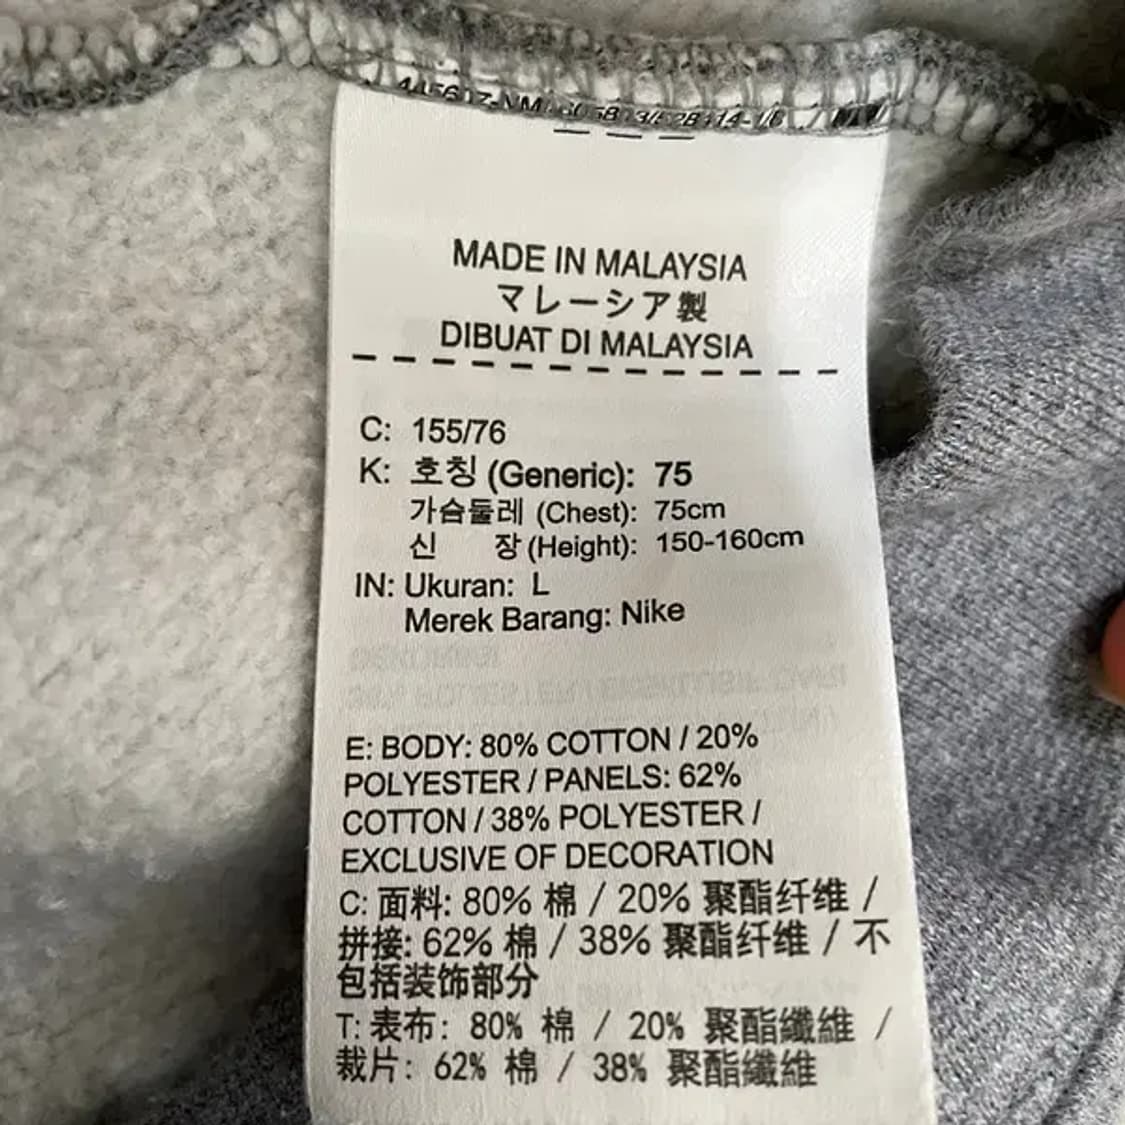 MADE IN MALAYSIA
マレーシア製
DIBUAT DI MALAYSIA
C: 155/76
K: 호칭 (Generic): 75
가슴둘레 (Chest): 75cm
신 장 (Height): 150-160cm
IN: Ukuran: L
Merek Barang: Nike
E: BODY: 80% COTTON / 20%
POLYESTER / PANELS: 62%
COTTON / 38% POLYESTER /
EXCLUSIVE OF DECORATION
C: 面料: 80% 棉 / 20% 聚酯纤维 /
拼接: 62% 棉 / 38% 聚酯纤维 / 不
包括装饰部分
T: 表布: 80% 棉 / 20% 聚酯纖維 /
裁片: 62% 棉 / 38% 聚酯纖維